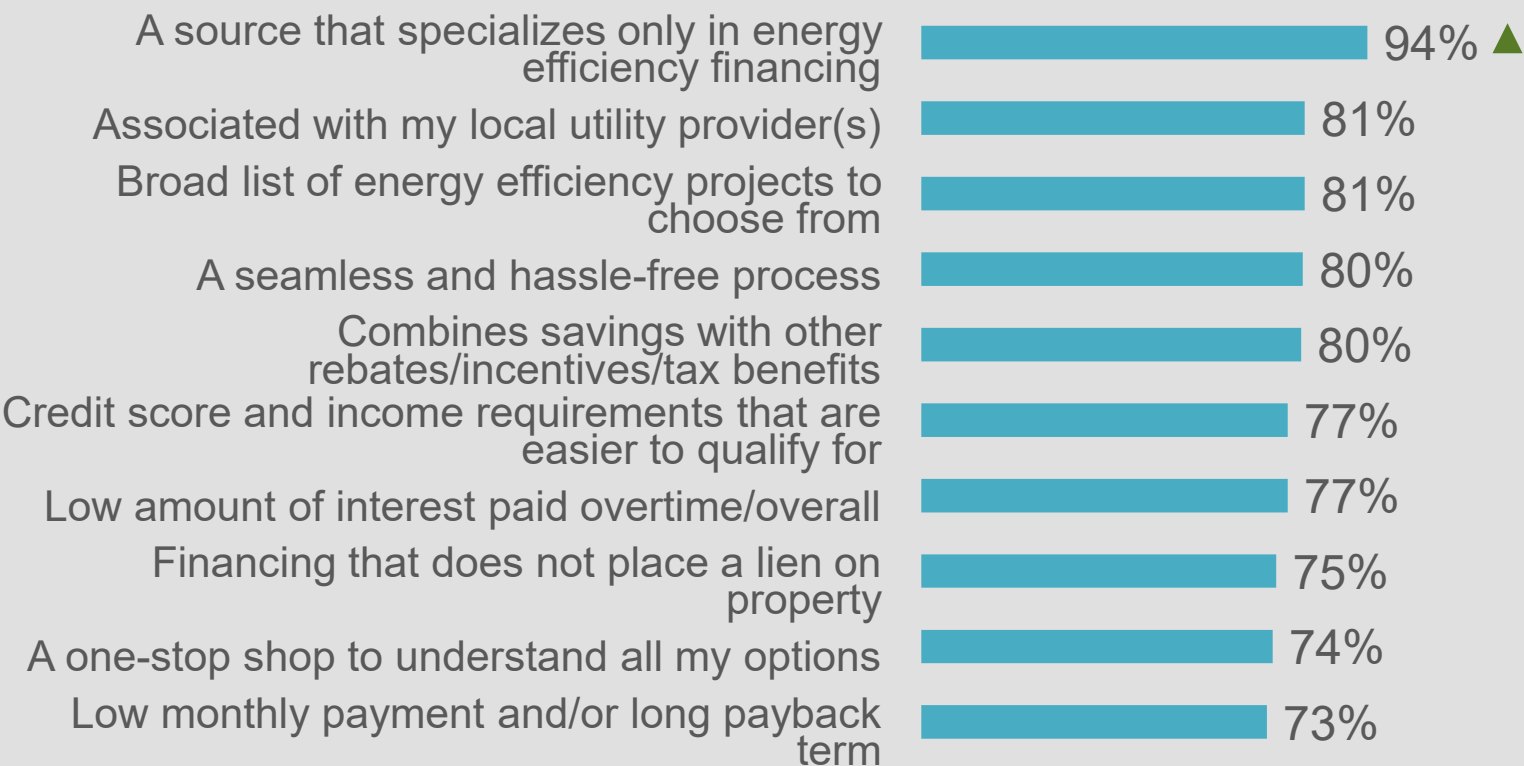 A source that specializes only in energy
efficiency financing
94%
Associated with my local utility provider(s)
81%
Broad list of energy efficiency projects to
choose from
81%
A seamless and hassle-free process
80%
Combines savings with other
rebates/incentives/tax benefits
80%
Credit score and income requirements that are
easier to qualify for
77%
Low amount of interest paid overtime/overall
77%
Financing that does not place a lien on
property
75%
A one-stop shop to understand all my options
74%
Low monthly payment and/or long payback
term
73%